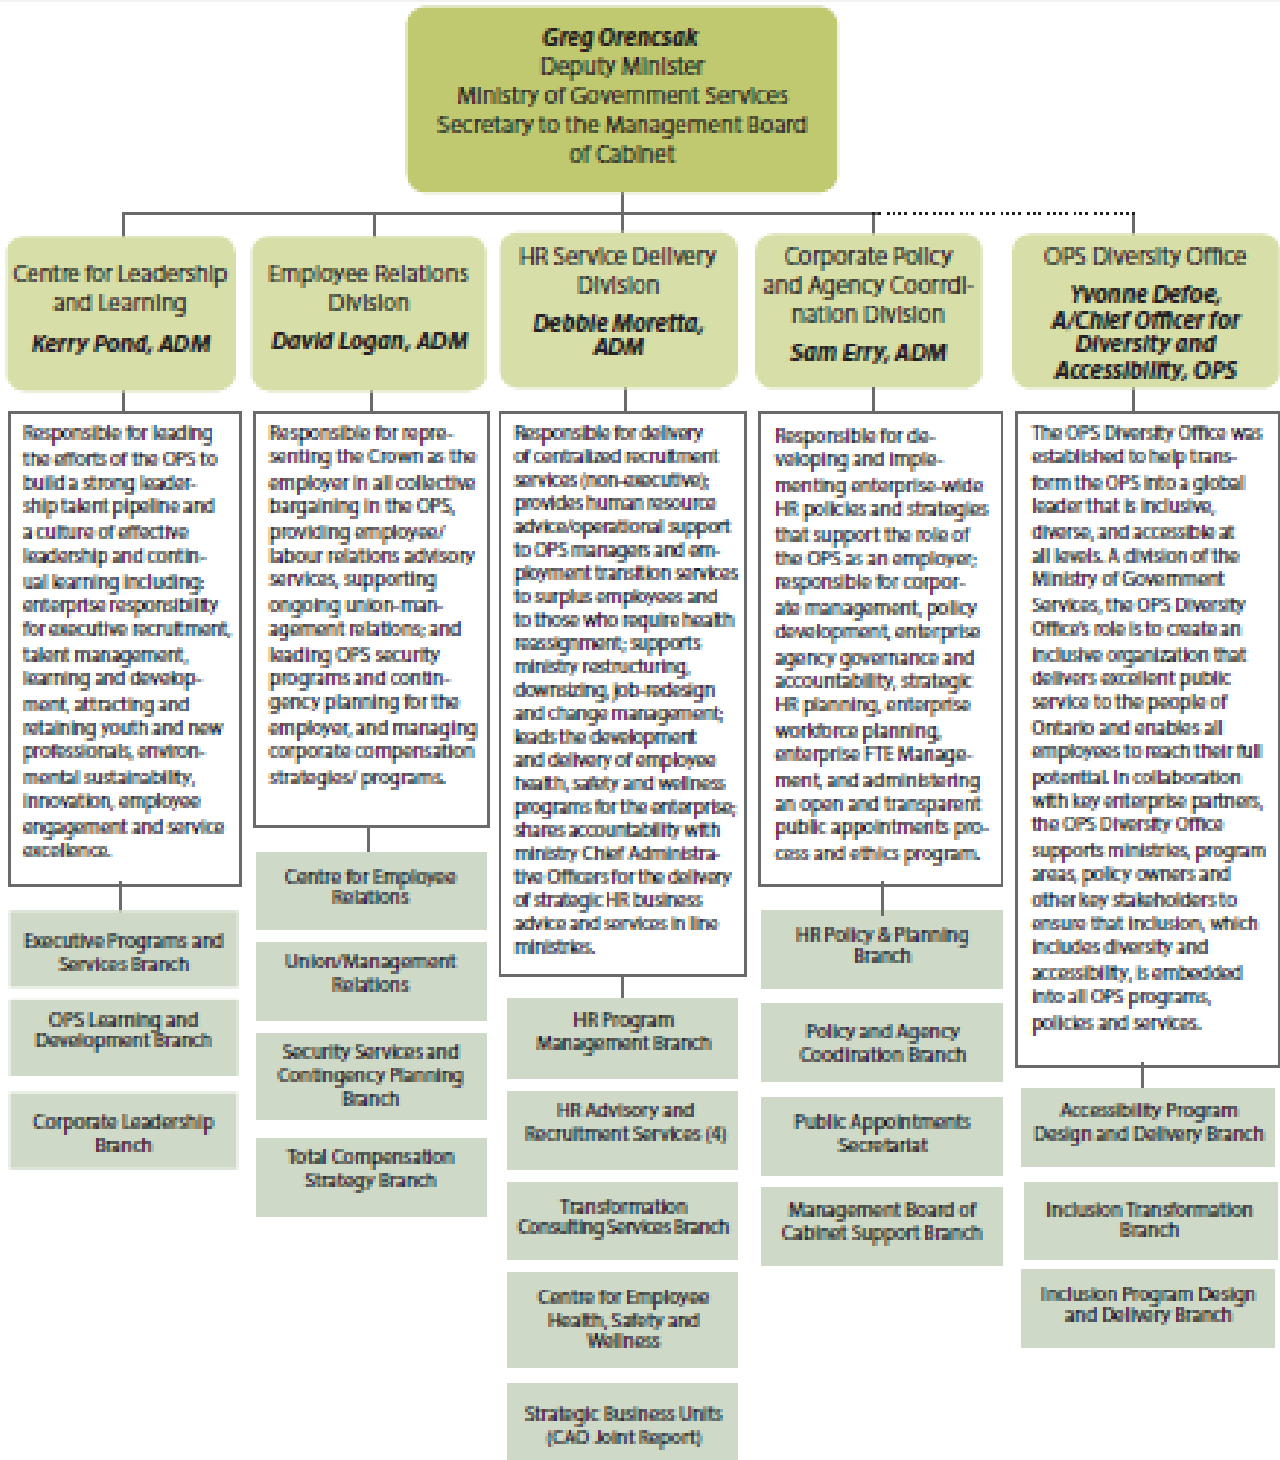 Greg Orencsak
Deputy Minister
Ministry of Government Services
Secretary to the Management Board
of Cabinet
Centre for Leadership
and Learning
Kerry Pond, ADM
Responsible for leading
the efforts of the OPS to
build a strong leader-
ship talent pipeline and
a culture of effective
leadership and contin-
ual learning including:
enterprise responsibility
for executive recruitment,
talent management,
learning and develop-
ment, attracting and
retaining youth and new
professionals, environ-
mental sustainability,
innovation, employee
engagement and service
excellence.
Executive Programs and
Services Branch
OPS Learning and
Development Branch
Corporate Leadership
Branch
Employee Relations
Division
David Logan, ADM
Responsible for repre-
senting the Crown as the
employer in all collective
bargaining in the OPS,
providing employee/
labour relations advisory
services, supporting
ongoing union-man-
agement relations; and
leading OPS security
programs and contin-
gency planning for the
employer, and managing
corporate compensation
strategies/ programs.
Centre for Employee
Relations
Union/Management
Relations
Security Services and
Contingency Planning
Branch
Total Compensation
Strategy Branch
HR Service Delivery
Division
Debbie Moretta,
ADM
Responsible for delivery
of centralized recruitment
services (non-executive);
provides human resource
advice/operational support
to OPS managers and em-
ployment transition services
to surplus employees and
to those who require health
reassignment; supports
ministry restructuring,
downsizing, job-redesign
and change management;
leads the development
and delivery of employee
health, safety and wellness
programs for the enterprise;
shares accountability with
ministry Chief Administra-
tive Officers for the delivery
of strategic HR business
advice and services in line
ministries.
HR Program
Management Branch
HR Advisory and
Recruitment Services (4)
Transformation
Consulting Services Branch
Centre for Employee
Health, Safety and
Wellness
Strategic Business Units
(CAO Joint Report)
Corporate Policy
and Agency Coorrdi-
nation Division
Sam Erry, ADM
Responsible for de-
veloping and imple-
menting enterprise-wide
HR policies and strategies
that support the role of
the OPS as an employer;
responsible for corpor-
ate management, policy
development, enterprise
agency governance and
accountability, strategic
HR planning, enterprise
workforce planning,
enterprise FTE Manage-
ment, and administering
an open and transparent
public appointments pro-
cess and ethics program.
HR Policy & Planning
Branch
Policy and Agency
Coodination Branch
Public Appointments
Secretariat
Management Board of
Cabinet Support Branch
OPS Diversity Office
Yvonne Defoe,
A/Chief Officer for
Diversity and
Accessibility, OPS
The OPS Diversity Office was
established to help trans-
form the OPS into a global
leader that is inclusive,
diverse, and accessible at
all levels. A division of the
Ministry of Government
Services, the OPS Diversity
Office's role is to create an
inclusive organization that
delivers excellent public
service to the people of
Ontario and enables all
employees to reach their full
potential. In collaboration
with key enterprise partners,
the OPS Diversity Office
supports ministries, program
areas, policy owners and
other key stakeholders to
ensure that inclusion, which
includes diversity and
accessibility, is embedded
into all OPS programs,
policies and services.
Accessibility Program
Design and Delivery Branch
Inclusion Transformation
Branch
Inclusion Program Design
and Delivery Branch